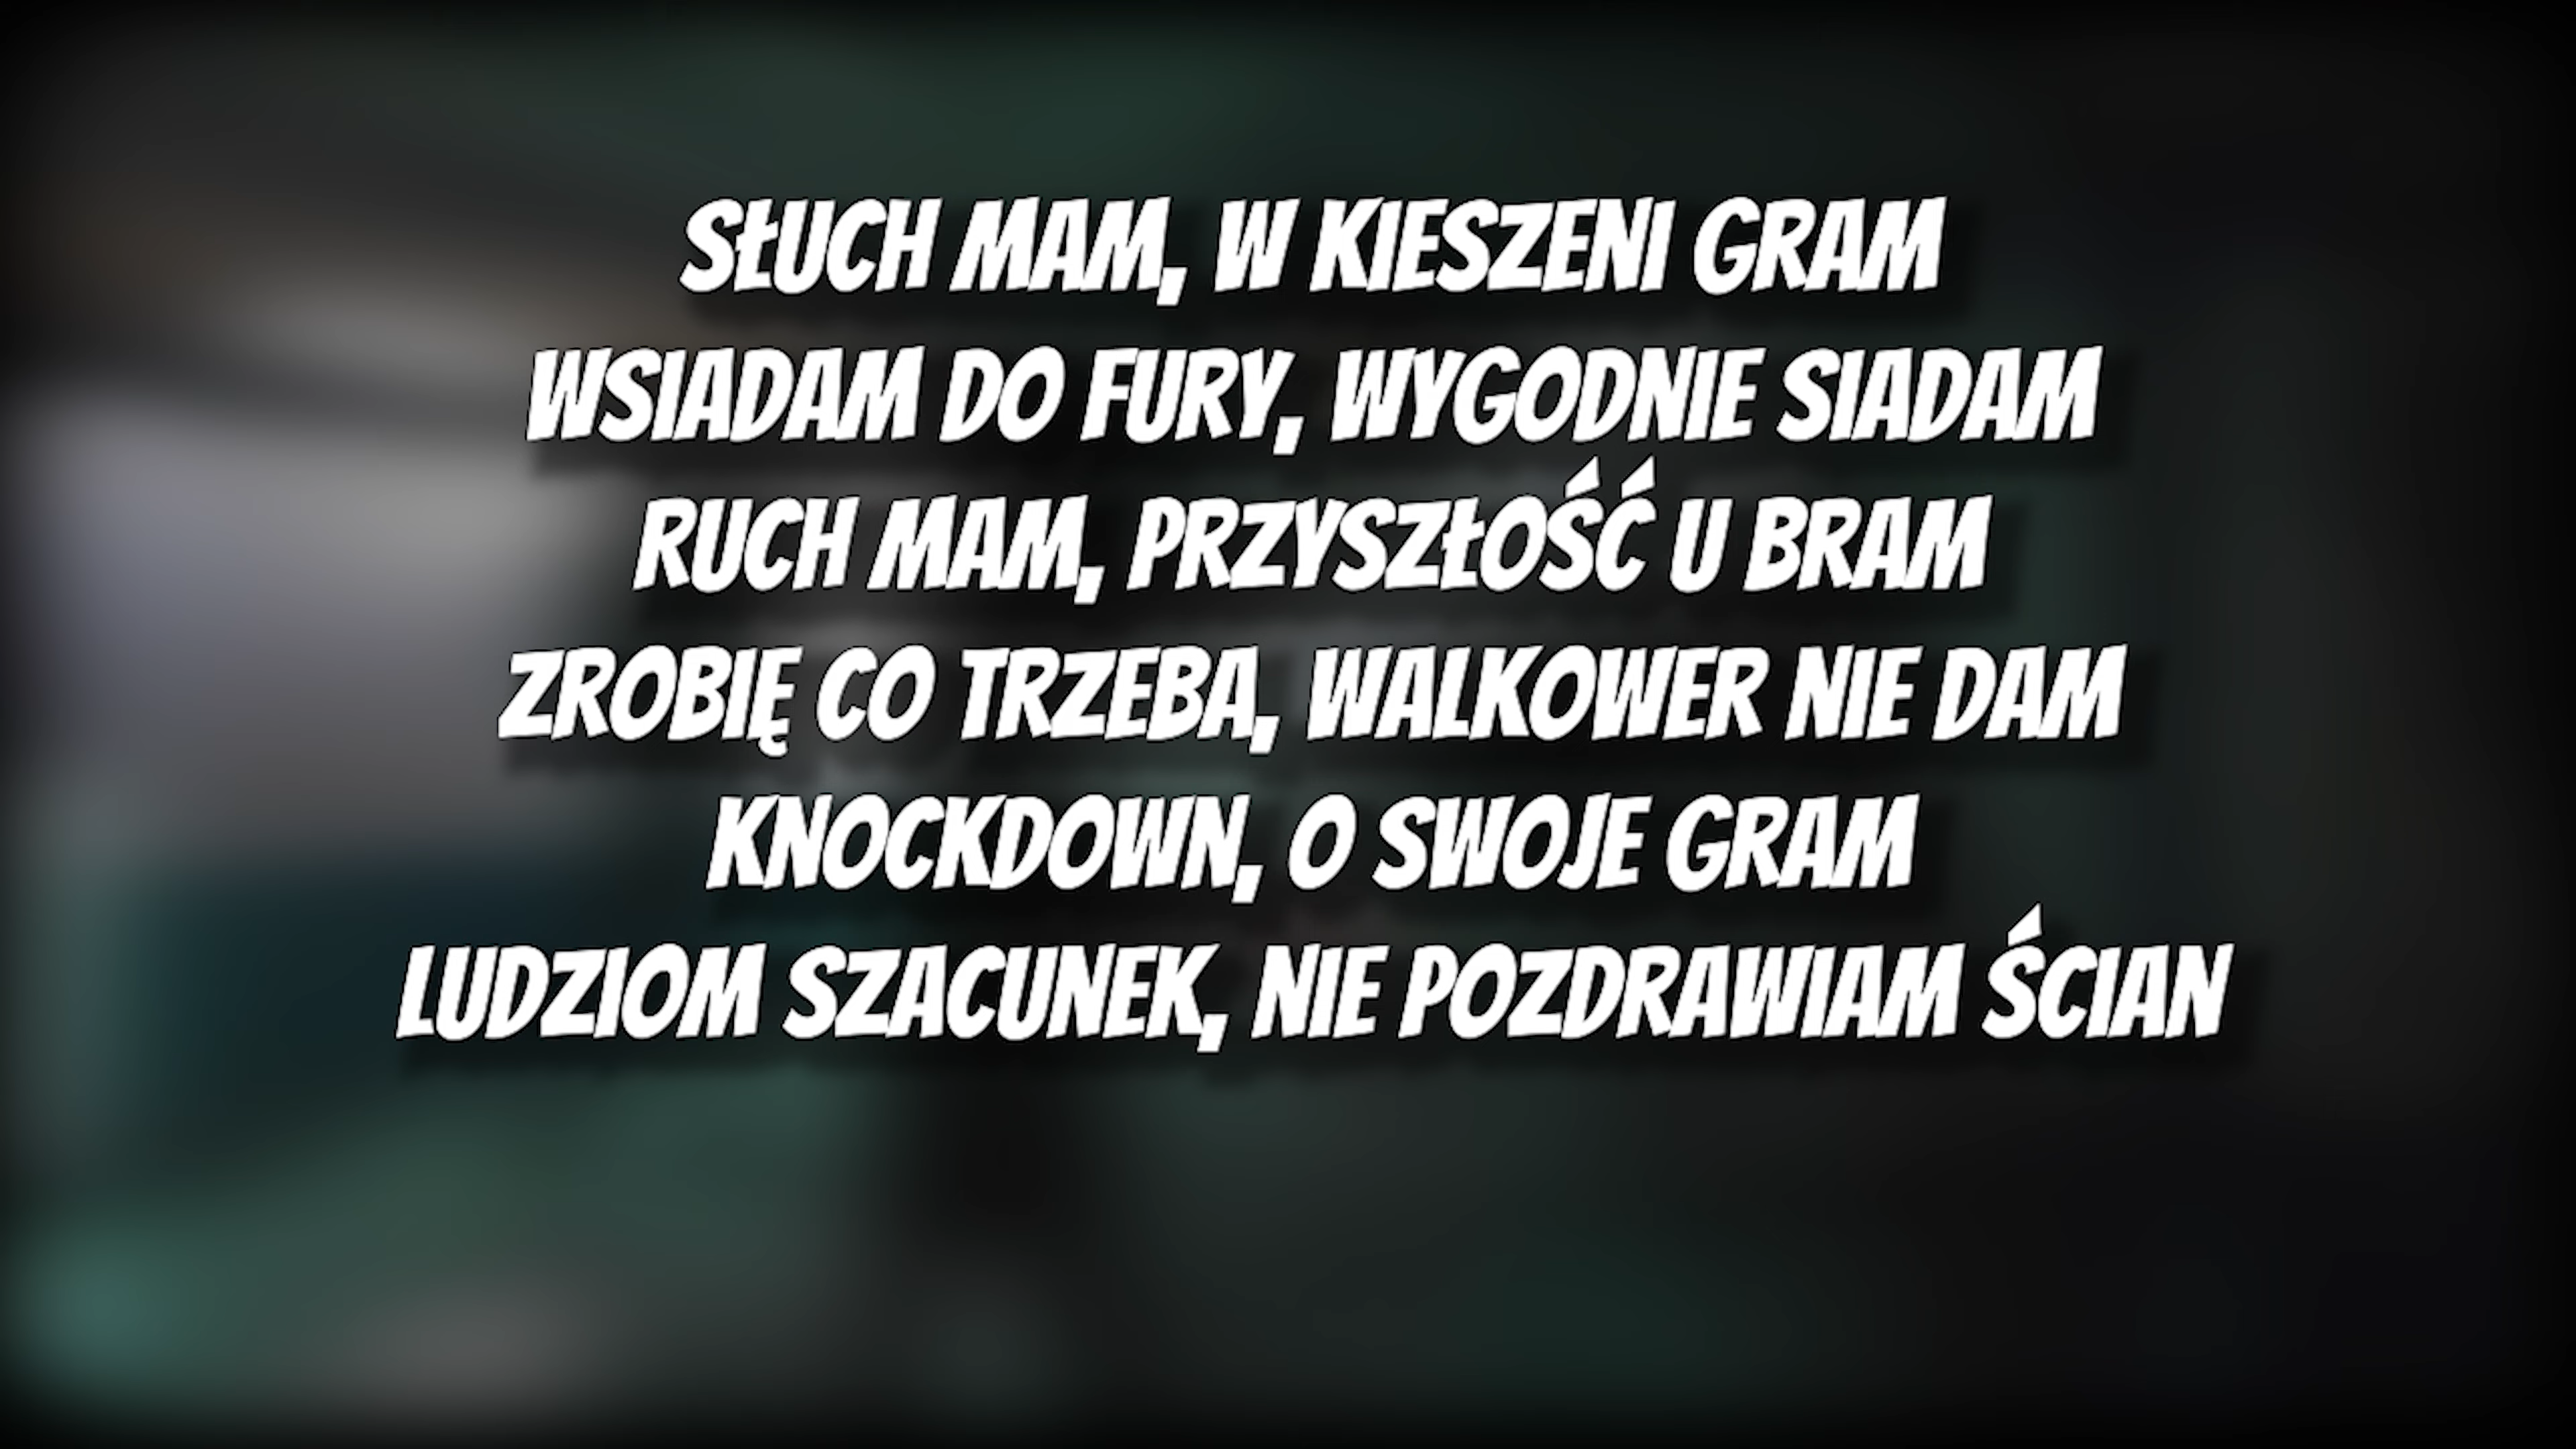 SŁUCH MAM, W KIESZENI GRAM
WSIADAM DO FURY, WYGODNIE SIADAM
RUCH MAM, PRZYSZŁOŚĆ U BRAM
ZROBIĘ CO TRZEBA, WALKOWER NIE DAM
KNOCKDOWN, O SWOJE GRAM
LUDZIOM SZACUNEK, NIE POZDRAWIAM ŚCIAN